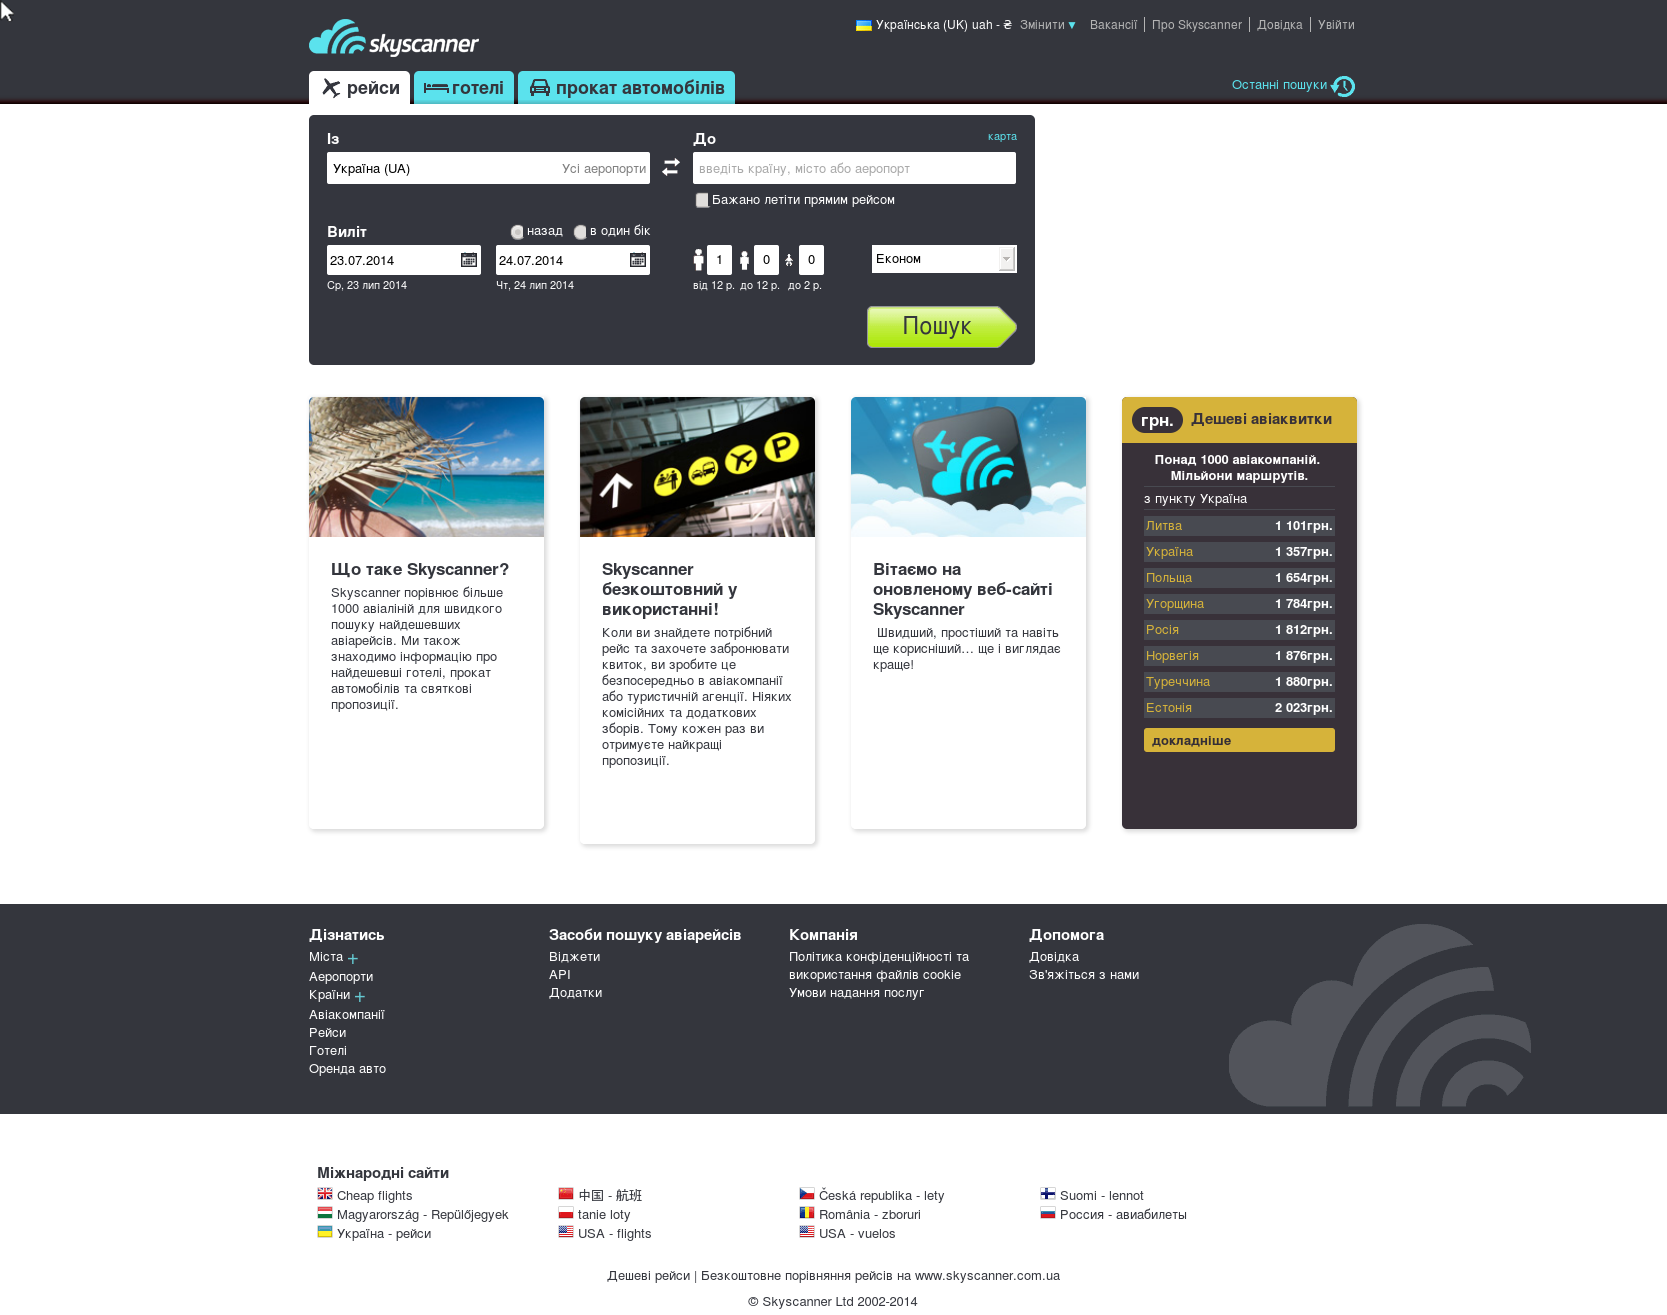 skyscanner
Українська (UK) uah - ₴ Змінити ▼ Вакансії Про Skyscanner Довідка Увійти
рейси готелі прокат автомобілів
Останні пошуки
Із
Україна (UA) Усі аеропорти
До карта
введіть країну, місто або аеропорт
Бажано летіти прямим рейсом
Виліт назад в один бік
23.07.2014 24.07.2014
Ср, 23 лип 2014 Чт, 24 лип 2014
1 0 0
від 12 р. до 12 р. до 2 р.
Економ
Пошук
Що таке Skyscanner?
Skyscanner порівнює більше
1000 авіаліній для швидкого
пошуку найдешевших
авіарейсів. Ми також
знаходимо інформацію про
найдешевші готелі, прокат
автомобілів та святкові
пропозиції.
P
Skyscanner
безкоштовний у
використанні!
Коли ви знайдете потрібний
рейс та захочете забронювати
квиток, ви зробите це
безпосередньо в авіакомпанії
або туристичній агенції. Ніяких
комісійних та додаткових
зборів. Тому кожен раз ви
отримуєте найкращі
пропозиції.
Вітаємо на
оновленому веб-сайті
Skyscanner
Швидший, простіший та навіть
ще корисніший... ще і виглядає
краще!
грн. Дешеві авіаквитки
Понад 1000 авіакомпаній.
Мільйони маршрутів.
з пункту Україна
Литва 1 101грн.
Україна 1 357грн.
Польща 1 654грн.
Угорщина 1 784грн.
Росія 1 812грн.
Норвегія 1 876грн.
Туреччина 1 880грн.
Естонія 2 023грн.
докладніше
Дізнатись
Міста +
Аеропорти
Країни +
Авіакомпанії
Рейси
Готелі
Оренда авто
Засоби пошуку авіарейсів
Віджети
API
Додатки
Компанія
Політика конфіденційності та
використання файлів cookie
Умови надання послуг
Допомога
Довідка
Зв'яжіться з нами
Міжнародні сайти
Cheap flights 中国 - 航班 Česká republika - lety Suomi - lennot
Magyarország - Repülőjegyek tanie loty România - zboruri Россия - авиабилеты
Україна - рейси USA - flights USA - vuelos
Дешеві рейси | Безкоштовне порівняння рейсів на www.skyscanner.com.ua
© Skyscanner Ltd 2002-2014